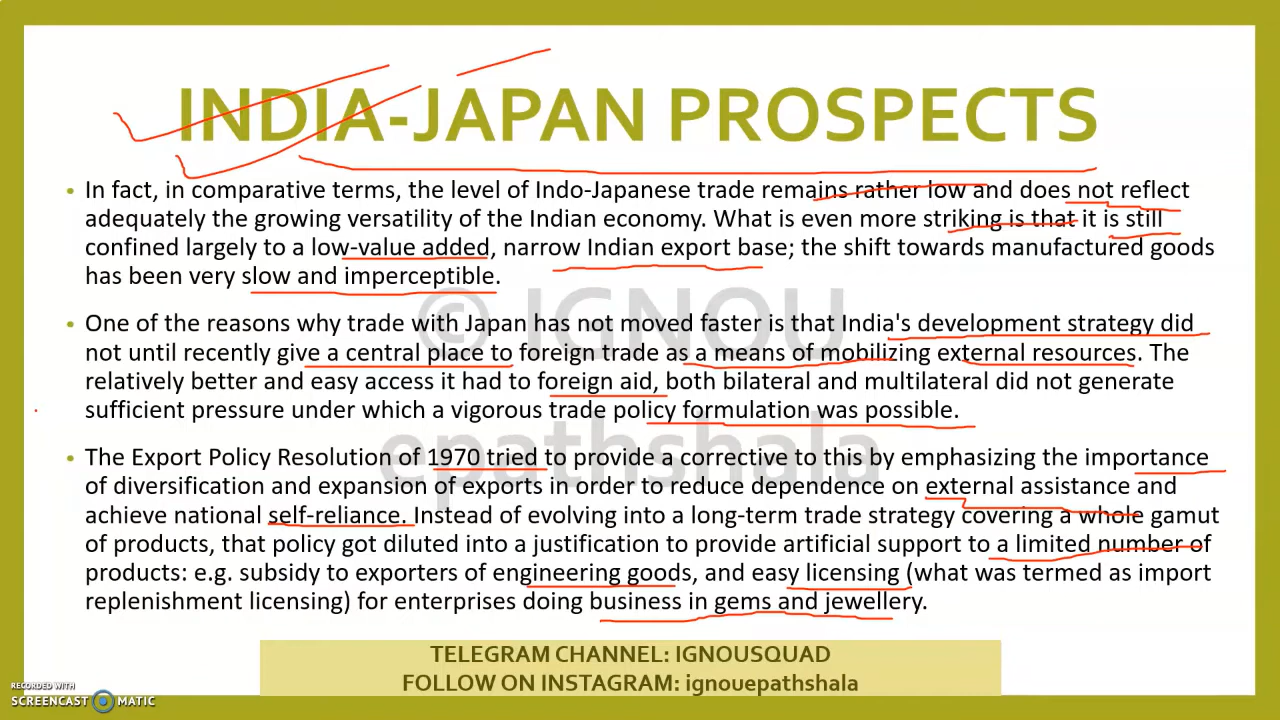 INDIA-JAPAN PROSPECTS
• In fact, in comparative terms, the level of Indo-Japanese trade remains rather low and does not reflect
adequately the growing versatility of the Indian economy. What is even more striking is that it is still
confined largely to a low-value added, narrow Indian export base; the shift towards manufactured goods
has been very slow and imperceptible.
• One of the reasons why trade with Japan has not moved faster is that India's development strategy did
not until recently give a central place to foreign trade as a means of mobilizing external resources. The
relatively better and easy access it had to foreign aid, both bilateral and multilateral did not generate
sufficient pressure under which a vigorous trade policy formulation was possible.
• The Export Policy Resolution of 1970 tried to provide a corrective to this by emphasizing the importance
of diversification and expansion of exports in order to reduce dependence on external assistance and
achieve national self-reliance. Instead of evolving into a long-term trade strategy covering a whole gamut
of products, that policy got diluted into a justification to provide artificial support to a limited number of
products: e.g. subsidy to exporters of engineering goods, and easy licensing (what was termed as import
replenishment licensing) for enterprises doing business in gems and jewellery.
© IGNOU
epathshala
TELEGRAM CHANNEL: IGNOUSQUAD
FOLLOW ON INSTAGRAM: ignouepathshala
RECORDED WITH
SCREENCAST MATIC